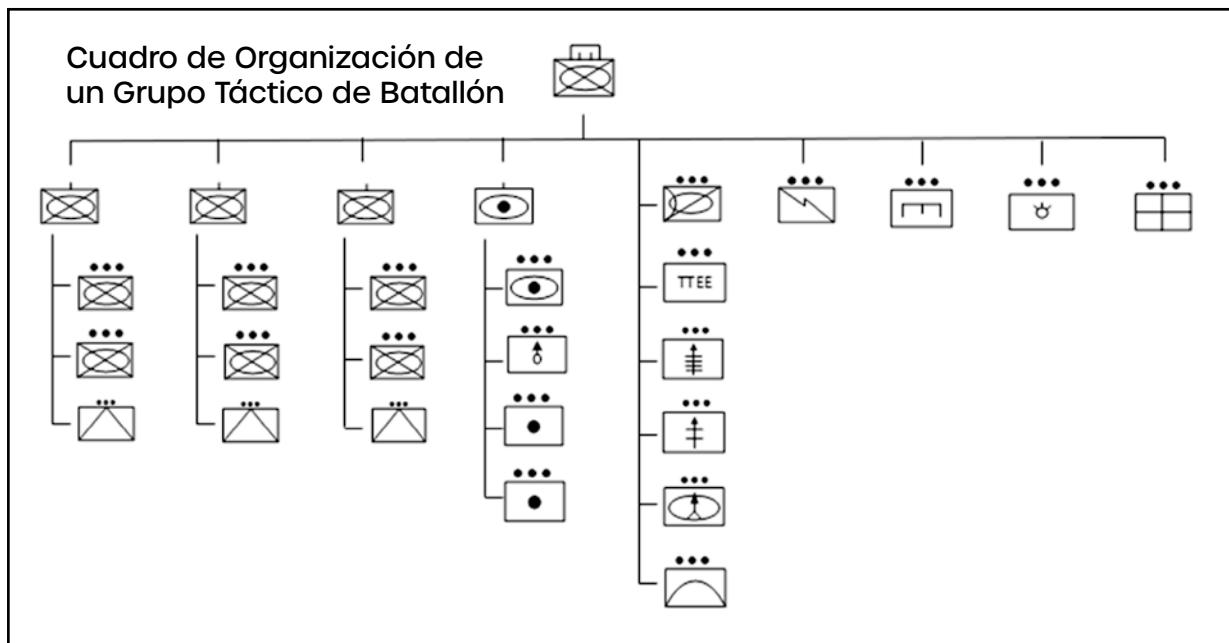 Cuadro de Organización de
un Grupo Táctico de Batallón
TTEE